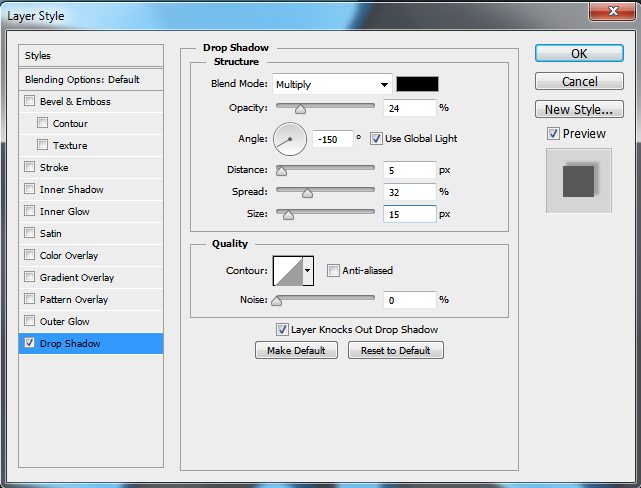 Layer Style
Styles
Blending Options: Default
Bevel & Emboss
Contour
Texture
Stroke
Inner Shadow
Inner Glow
Satin
Color Overlay
Gradient Overlay
Pattern Overlay
Outer Glow
Drop Shadow
Drop Shadow
Structure
Blend Mode: Multiply
Opacity: 24 %
Angle: -150 ° Use Global Light
Distance: 5 px
Spread: 32 %
Size: 15 px
Quality
Contour: Anti-aliased
Noise: 0 %
Layer Knocks Out Drop Shadow
Make Default Reset to Default
OK
Cancel
New Style...
Preview